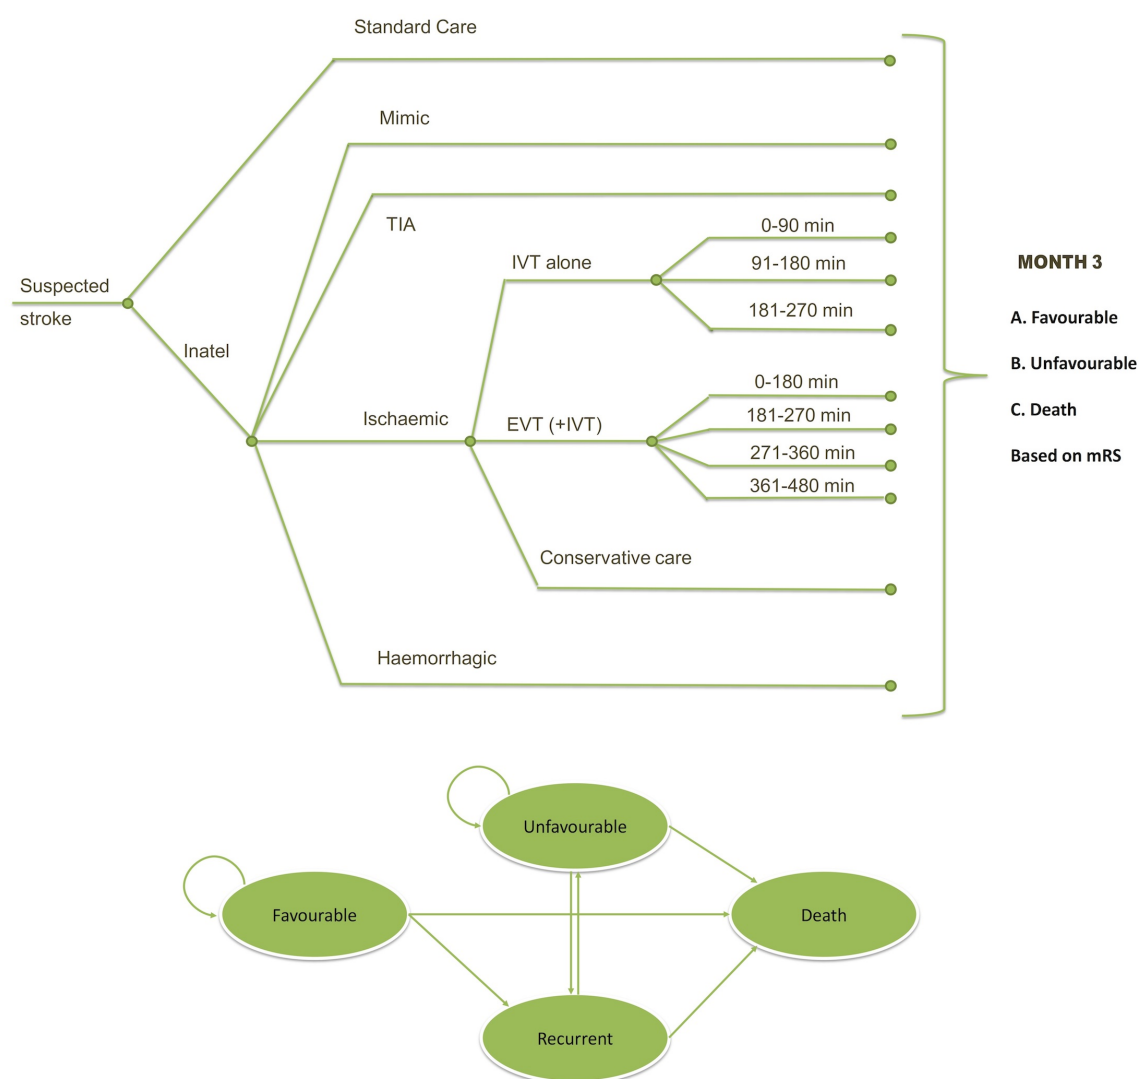 Standard Care
Mimic
TIA
0-90 min
IVT alone
91-180 min
MONTH 3
Suspected
stroke
181-270 min
A. Favourable
Inatel
B. Unfavourable
0-180 min
Ischaemic
EVT (+IVT)
181-270 min
C. Death
271-360 min
Based on mRS
361-480 min
Conservative care
Haemorrhagic
Unfavourable
Favourable
Death
Recurrent